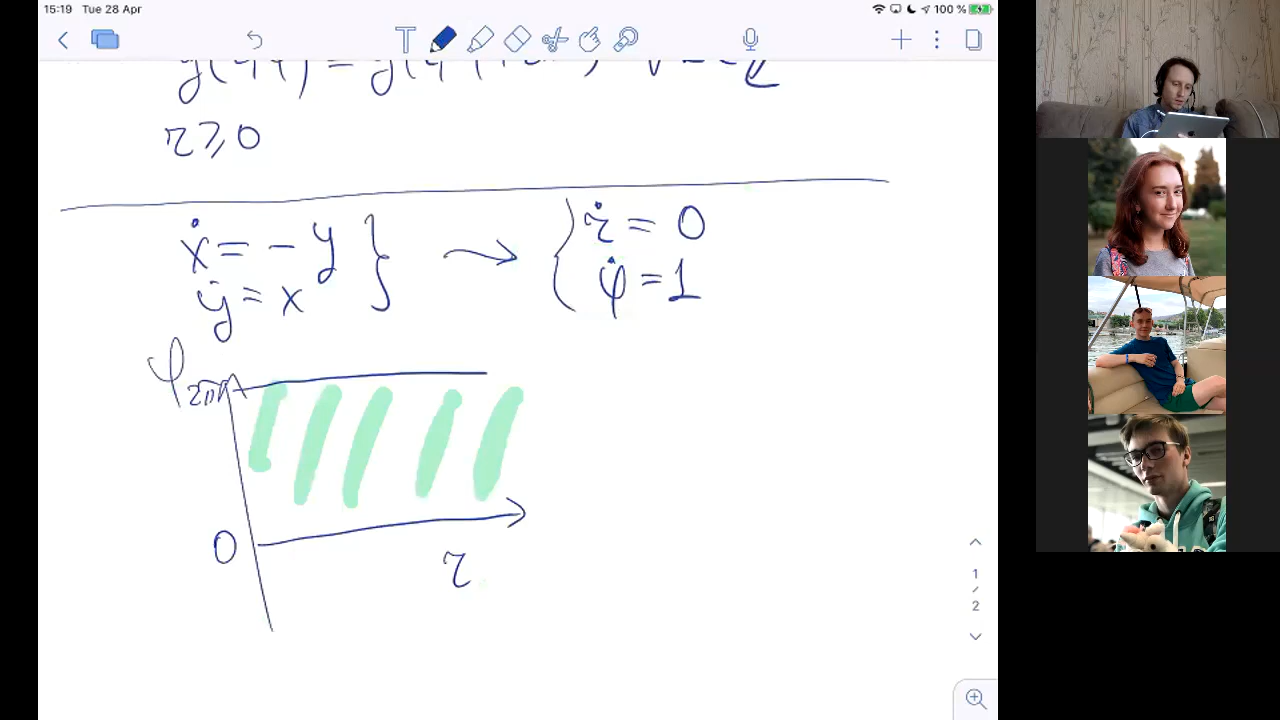 15:19 Tue 28 Apr 100 %
r ≥ 0
ẋ = - y } → { ṙ = 0
ẏ = x φ̇ = 1
φ
2π
0
r
1
/
2